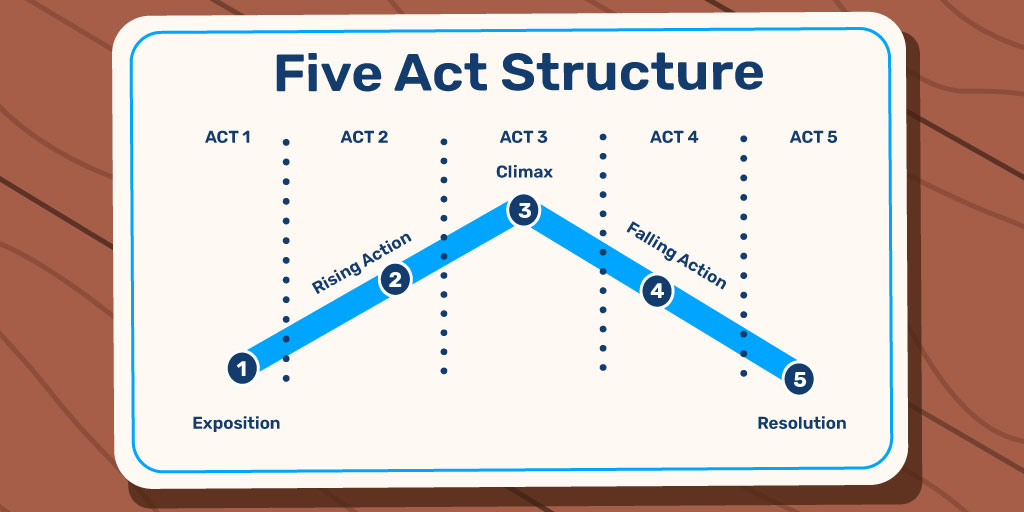 Five Act Structure
ACT 1
ACT 2
ACT 3
ACT 4
ACT 5
Climax
Rising Action
Falling Action
3
2
4
1
5
Exposition
Resolution